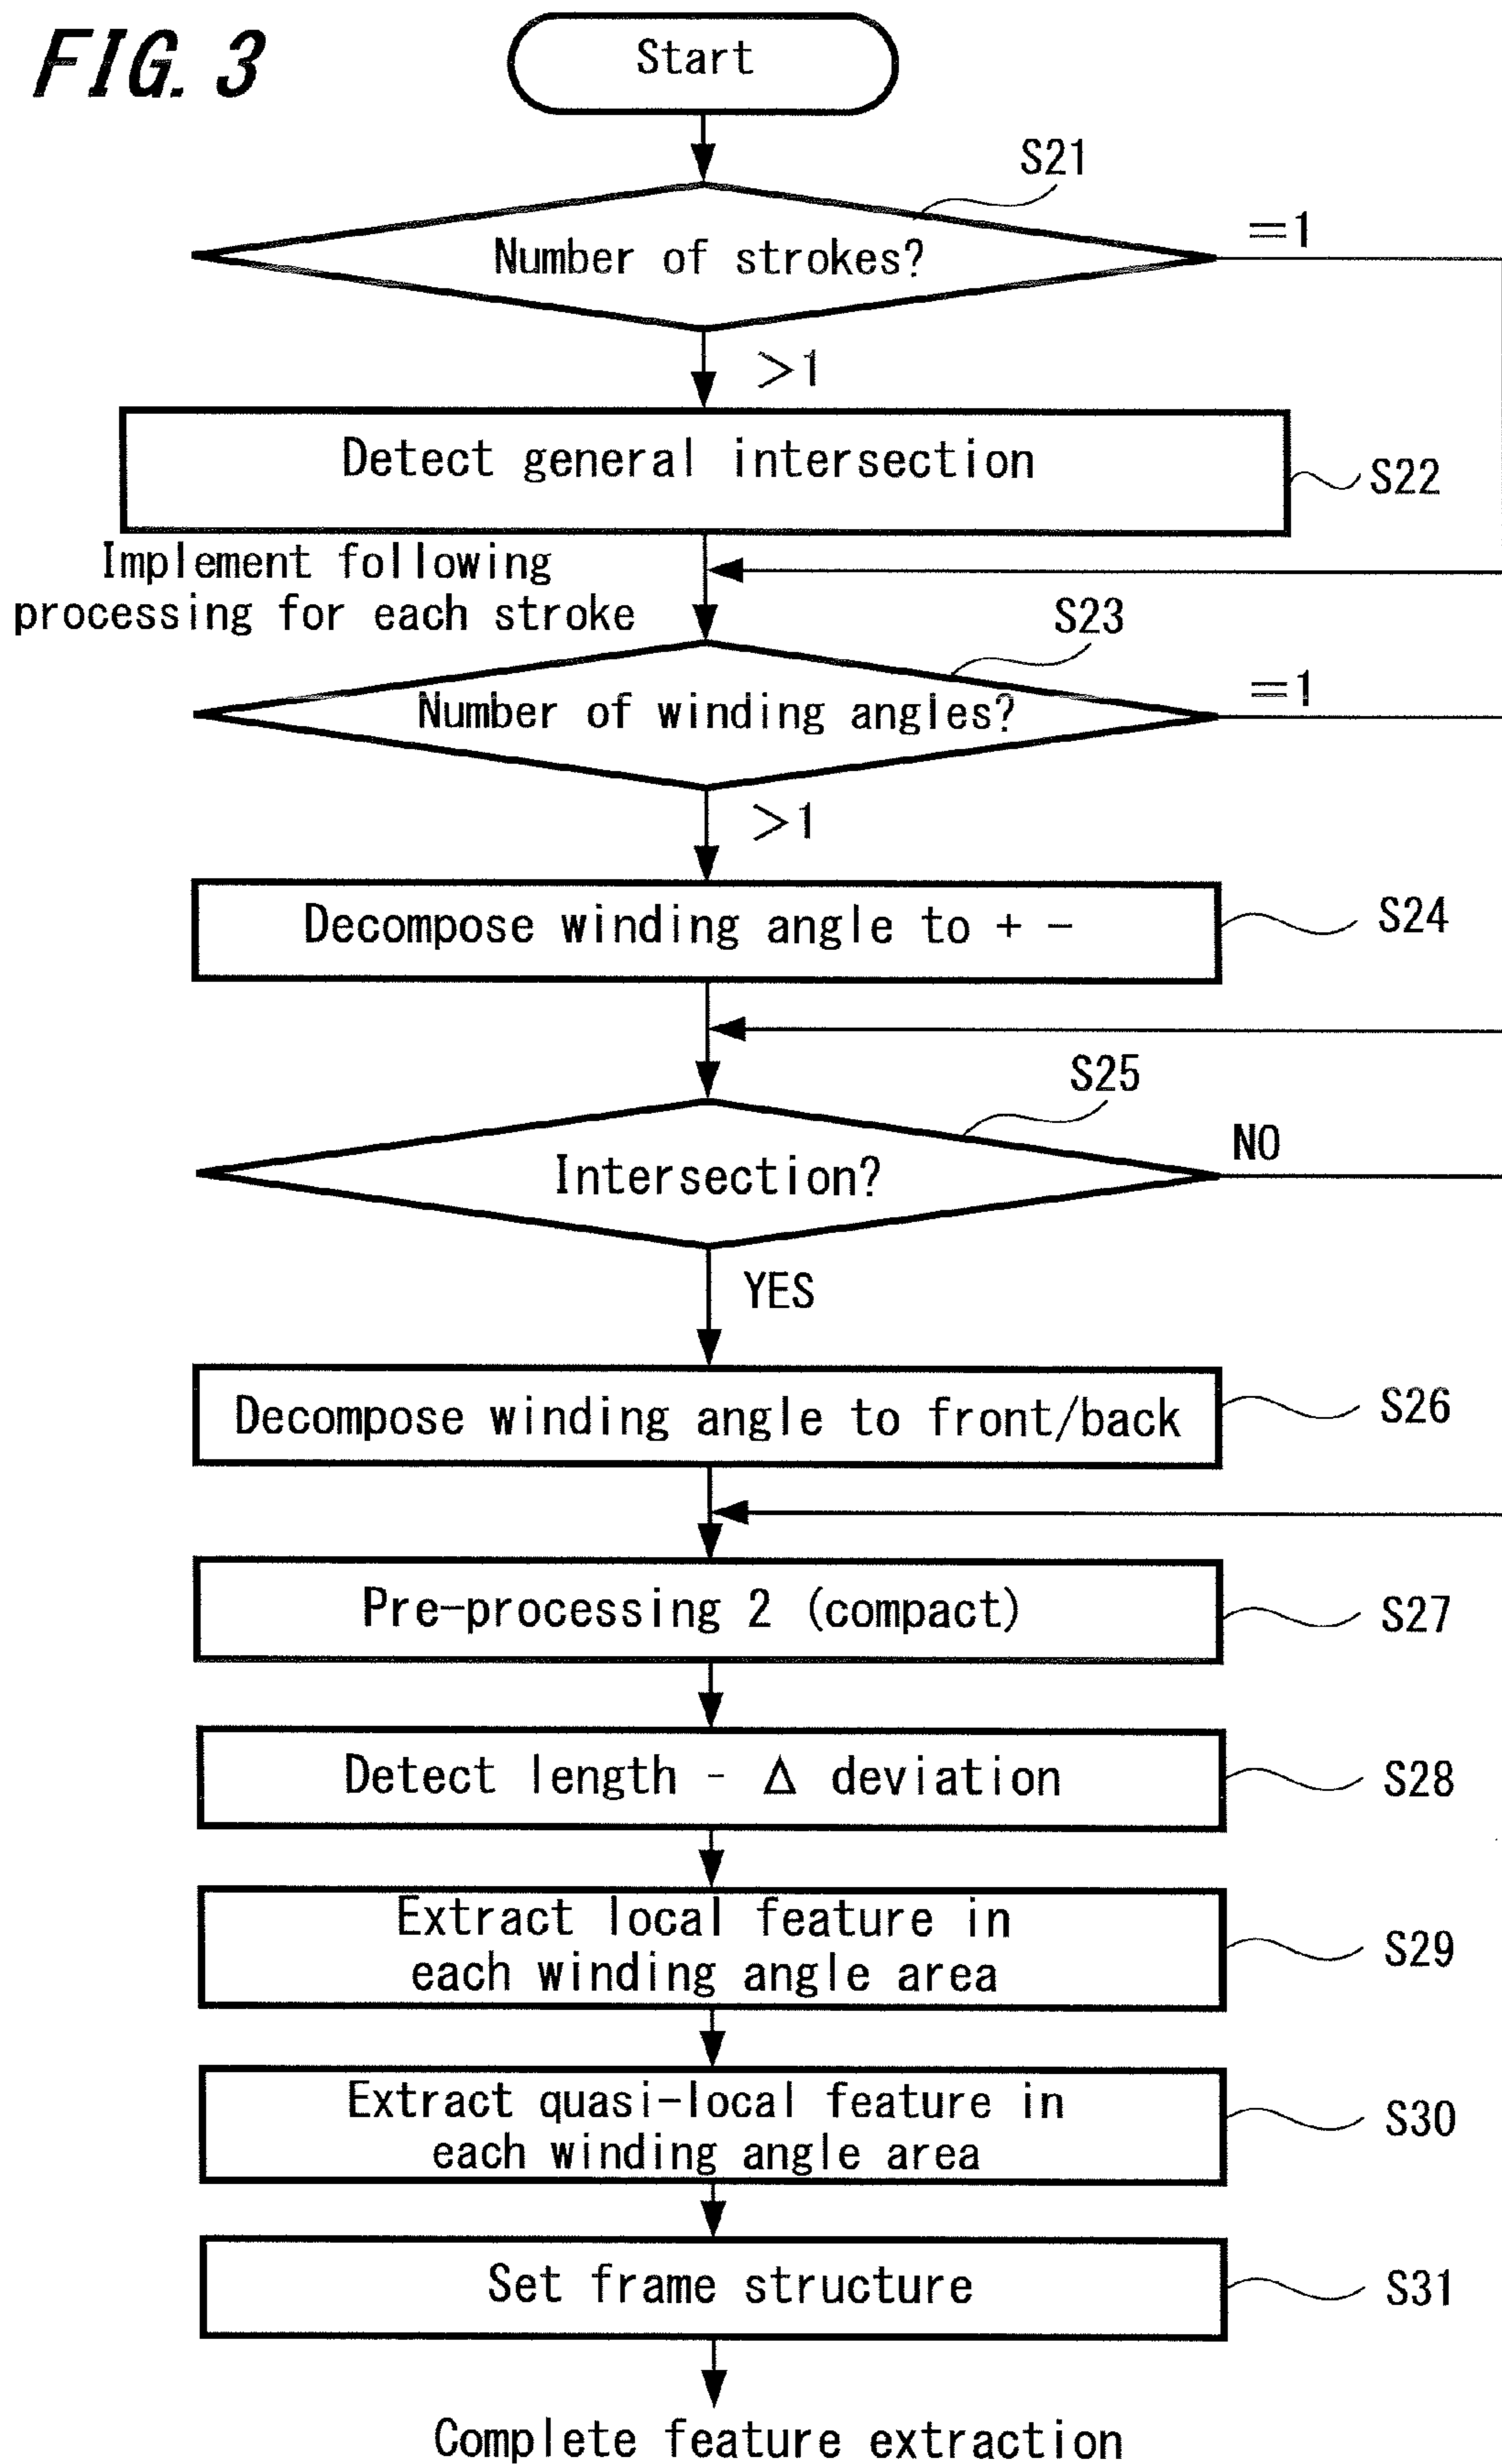 FIG. 3
Start
S21
Number of strokes?
=1
>1
Detect general intersection
S22
Implement following
processing for each stroke
S23
Number of winding angles?
=1
>1
Decompose winding angle to + -
S24
S25
Intersection?
NO
YES
Decompose winding angle to front/back
S26
Pre-processing 2 (compact)
S27
Detect length - Δ deviation
S28
Extract local feature in
each winding angle area
S29
Extract quasi-local feature in
each winding angle area
S30
Set frame structure
S31
Complete feature extraction